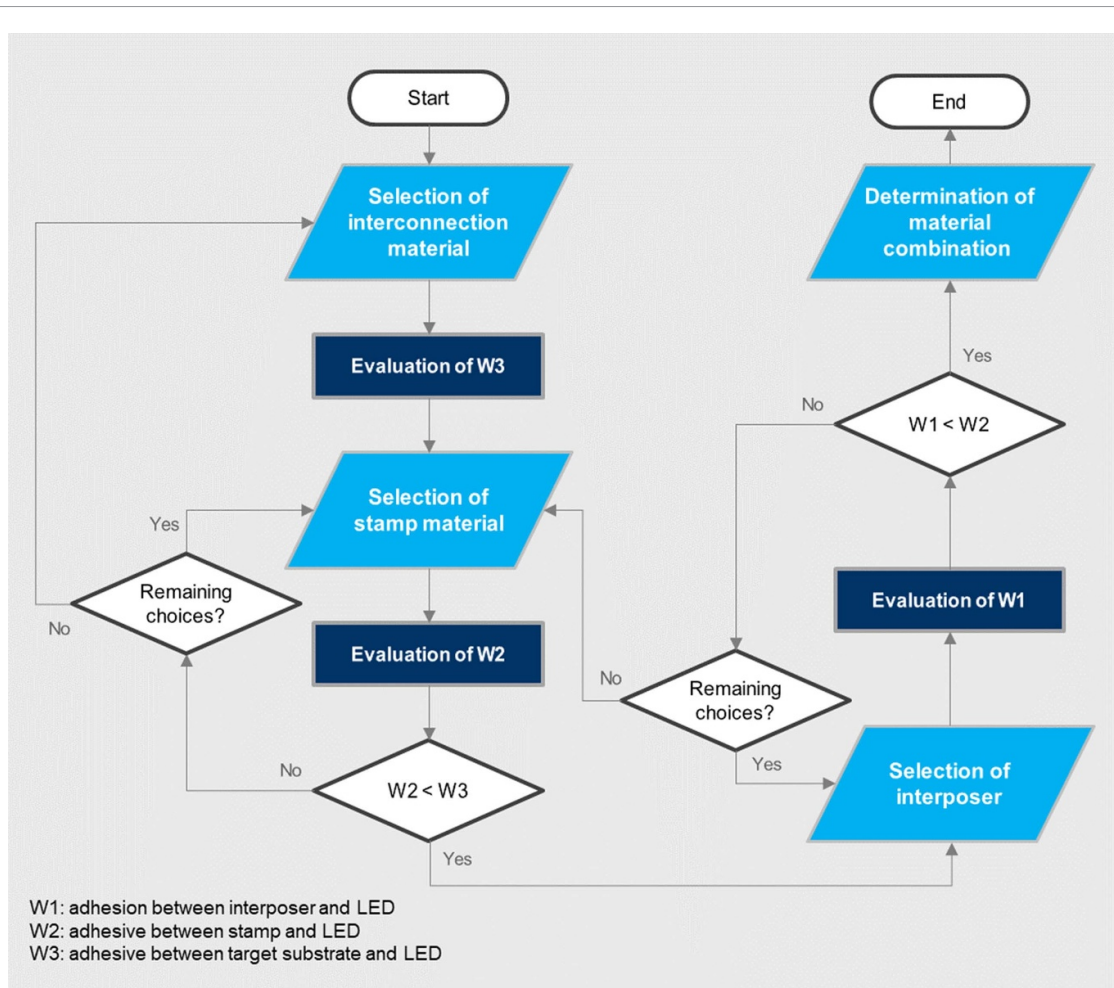 Start
Selection of
interconnection
material
Evaluation of W3
Selection of
stamp material
Yes
Remaining
choices?
No
Evaluation of W2
No
W2 < W3
Yes
End
Determination of
material
combination
Yes
No
W1 < W2
Evaluation of W1
No
Remaining
choices?
Yes
Selection of
interposer
W1: adhesion between interposer and LED
W2: adhesive between stamp and LED
W3: adhesive between target substrate and LED